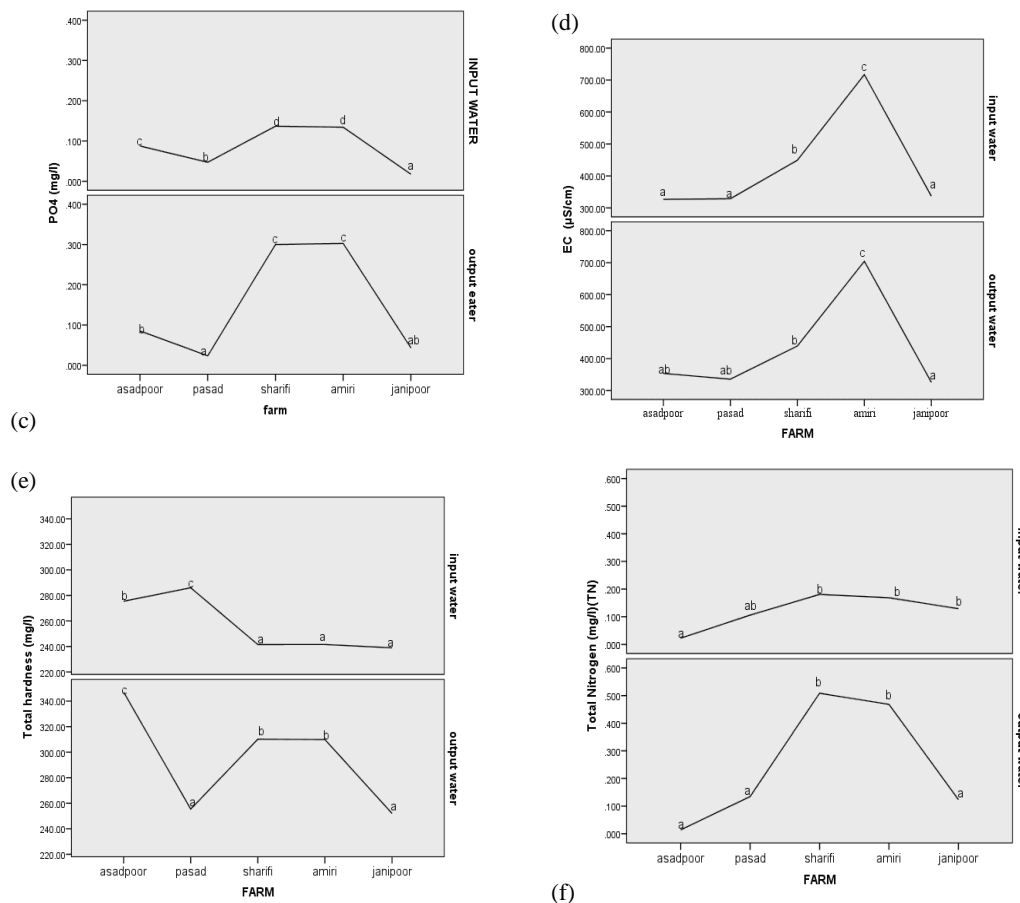 .400
.300
.200
.100
.000
c
b
d
d
a
INPUT WATER
PO4 (mg/l)
.400
.300
.200
.100
.000
b
a
c
c
ab
output eater
asadpoor pasad sharifi amiri janipoor
farm
(c)
(d)
800.00
700.00
600.00
500.00
400.00
300.00
a
a
b
c
a
input water
EC (µS/cm)
800.00
700.00
600.00
500.00
400.00
300.00
ab
ab
b
c
a
output water
asadpoor pasad sharifi amiri janipoor
FARM
(e)
340.00
320.00
300.00
280.00
260.00
240.00
220.00
b
c
a
a
a
input water
Total hardness (mg/l)
340.00
320.00
300.00
280.00
260.00
240.00
220.00
c
a
b
b
a
output water
asadpoor pasad sharifi amiri janipoor
FARM
.600
.500
.400
.300
.200
.100
.000
a
ab
b
b
b
Total Nitrogen (mg/l)(TN)
.600
.500
.400
.300
.200
.100
.000
a
a
b
b
a
asadpoor pasad sharifi amiri janipoor
FARM
(f)